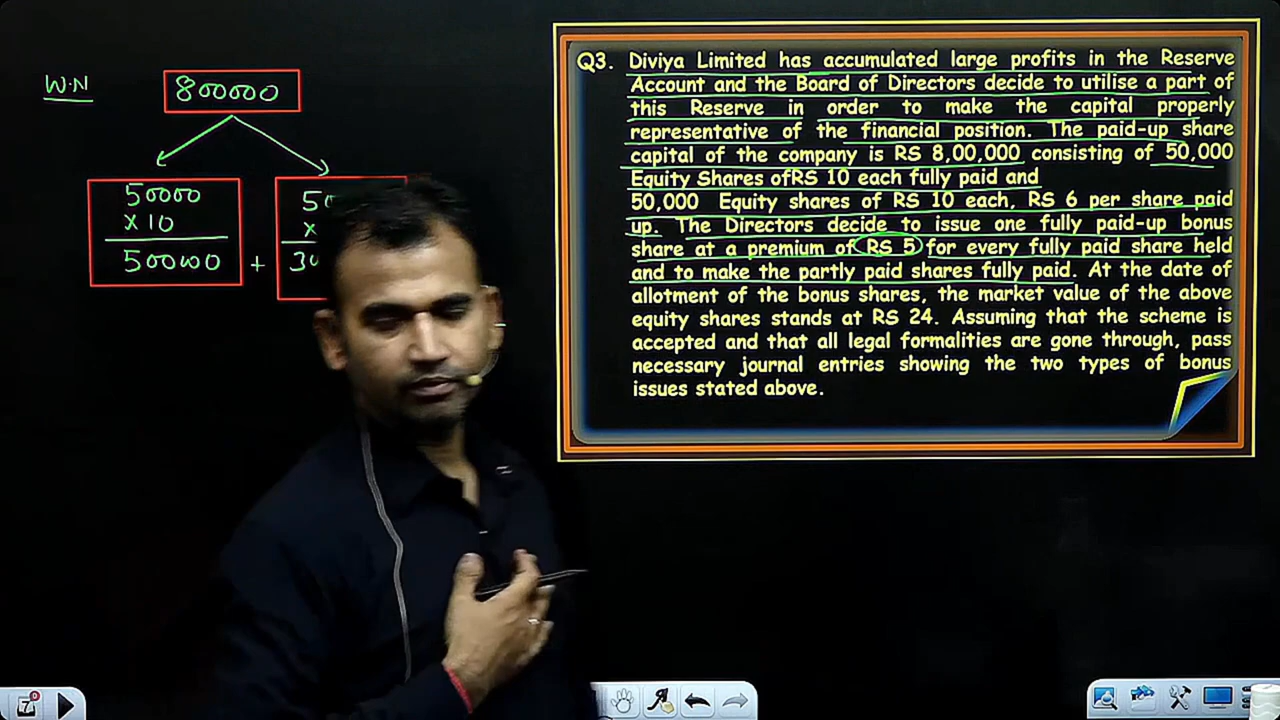 W.N
800000
50000
× 10
500000
+
50
×
30
Q3. Diviya Limited has accumulated large profits in the Reserve
Account and the Board of Directors decide to utilise a part of
this Reserve in order to make the capital properly
representative of the financial position. The paid-up share
capital of the company is RS 8,00,000 consisting of 50,000
Equity Shares ofRS 10 each fully paid and
50,000 Equity shares of RS 10 each, RS 6 per share paid
up. The Directors decide to issue one fully paid-up bonus
share at a premium of RS 5 for every fully paid share held
and to make the partly paid shares fully paid. At the date of
allotment of the bonus shares, the market value of the above
equity shares stands at RS 24. Assuming that the scheme is
accepted and that all legal formalities are gone through, pass
necessary journal entries showing the two types of bonus
issues stated above.